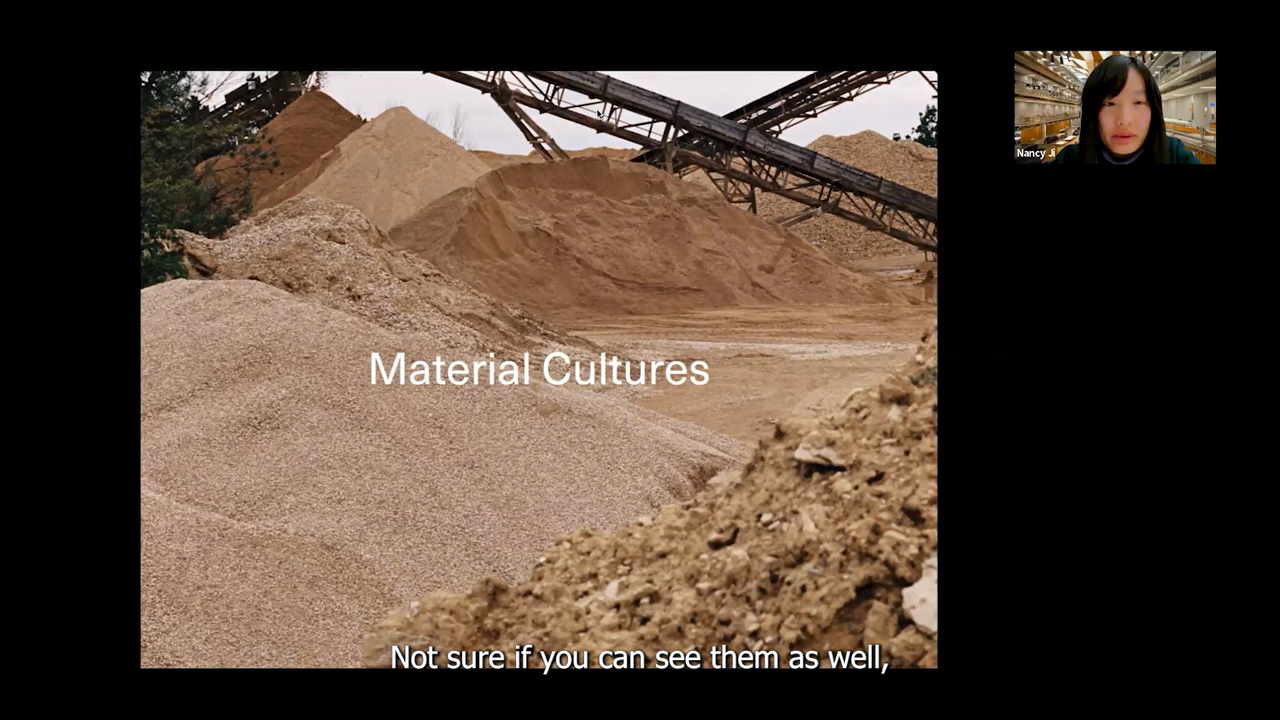 Nancy Ji
Material Cultures
Not sure if you can see them as well,